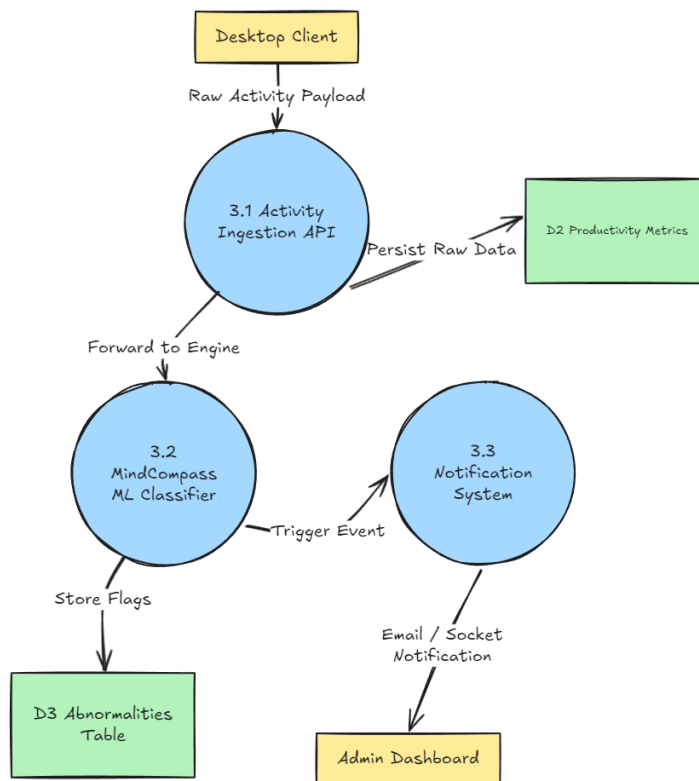 Desktop Client
Raw Activity Payload
3.1 Activity
Ingestion API
D2 Productivity Metrics
Persist Raw Data
Forward to Engine
3.2
MindCompass
ML Classifier
3.3
Notification
System
Trigger Event
Store Flags
Email / Socket
Notification
D3 Abnormalities
Table
Admin Dashboard